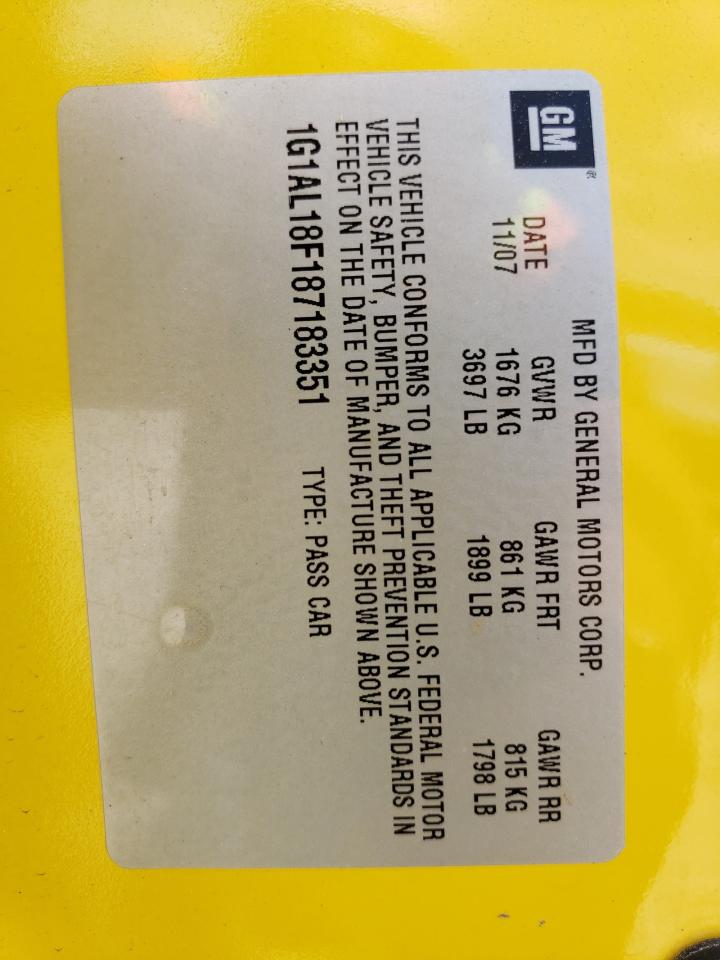 GM®
MFD BY GENERAL MOTORS CORP.
DATE GVWR GAWR FRT GAWR RR
11/07 1676 KG 861 KG 815 KG
3697 LB 1899 LB 1798 LB
THIS VEHICLE CONFORMS TO ALL APPLICABLE U.S. FEDERAL MOTOR
VEHICLE SAFETY, BUMPER, AND THEFT PREVENTION STANDARDS IN
EFFECT ON THE DATE OF MANUFACTURE SHOWN ABOVE.
1G1AL18F187183351 TYPE: PASS CAR